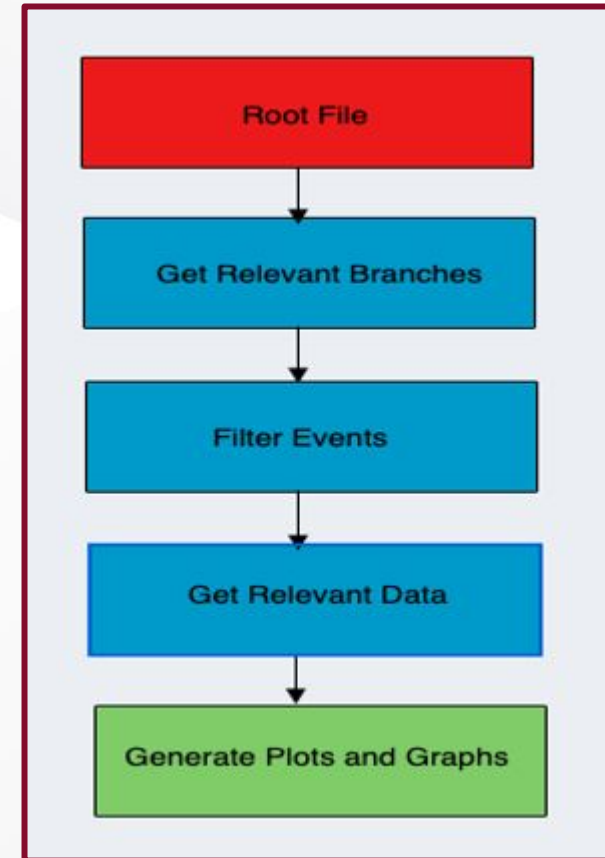 Root File
Get Relevant Branches
Filter Events
Get Relevant Data
Generate Plots and Graphs